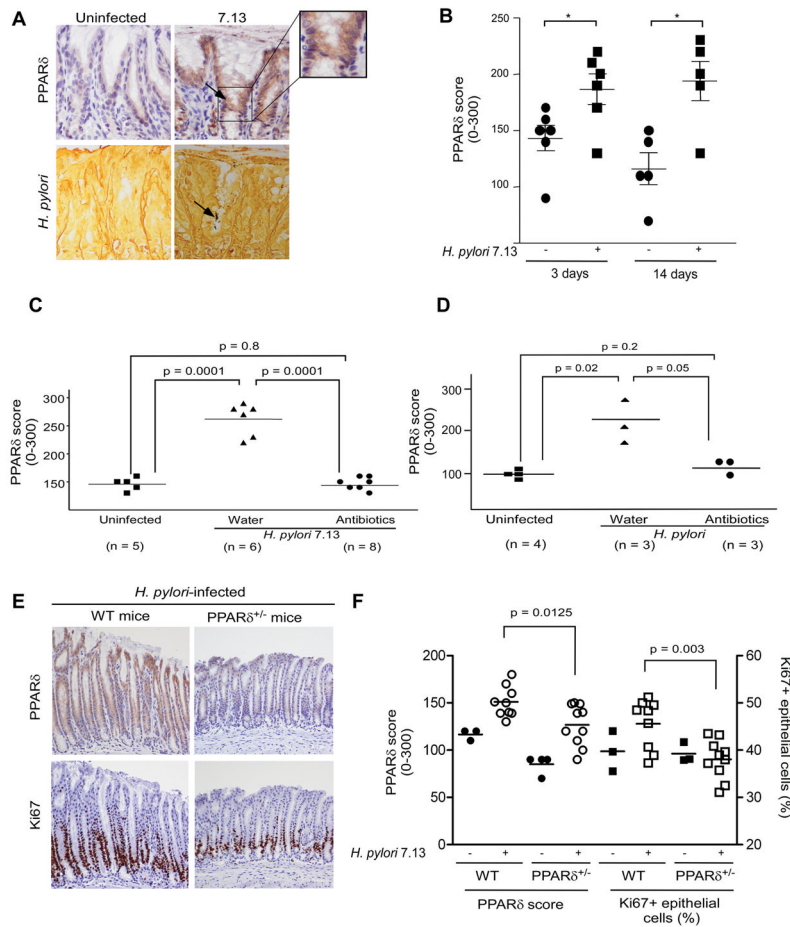 A
Uninfected
7.13
PPARδ
H. pylori
B
*
*
PPARδ score
(0-300)
250
200
150
100
H. pylori 7.13
-
+
-
+
3 days
14 days
C
p = 0.8
p = 0.0001
p = 0.0001
PPARδ score
(0-300)
300
250
200
150
Uninfected
Water
Antibiotics
H. pylori 7.13
(n = 5)
(n = 6)
(n = 8)
D
p = 0.2
p = 0.02
p = 0.05
PPARδ score
(0-300)
300
200
100
Uninfected
Water
Antibiotics
H. pylori
(n = 4)
(n = 3)
(n = 3)
E
H. pylori-infected
WT mice
PPARδ+/- mice
PPARδ
Ki67
F
p = 0.0125
p = 0.003
PPARδ score
(0-300)
200
150
100
50
0
60
50
40
30
20
Ki67+ epithelial cells
(%)
H. pylori 7.13
-
+
-
+
-
+
-
+
WT
PPARδ+/-
WT
PPARδ+/-
PPARδ score
Ki67+ epithelial
cells (%)